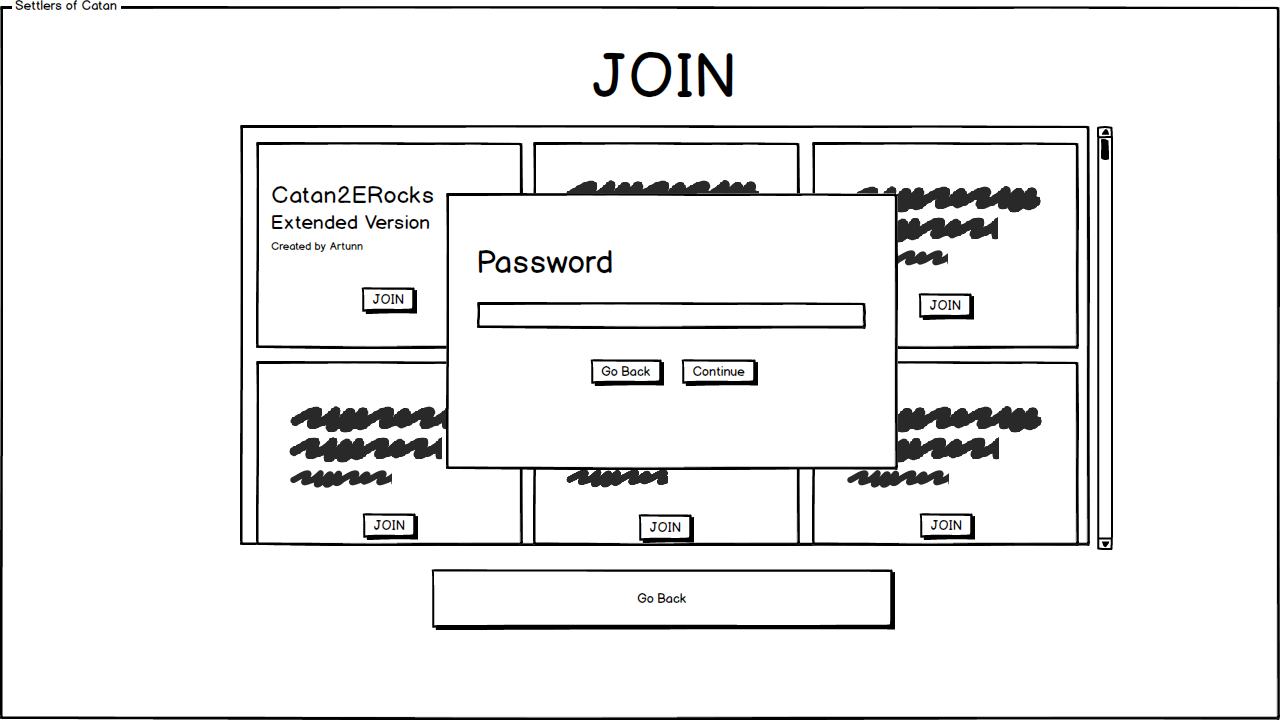 Settlers of Catan
JOIN
Catan2ERocks
Extended Version
Created by Artunn
JOIN
JOIN
Password
Go Back
Continue
JOIN
JOIN
JOIN
Go Back